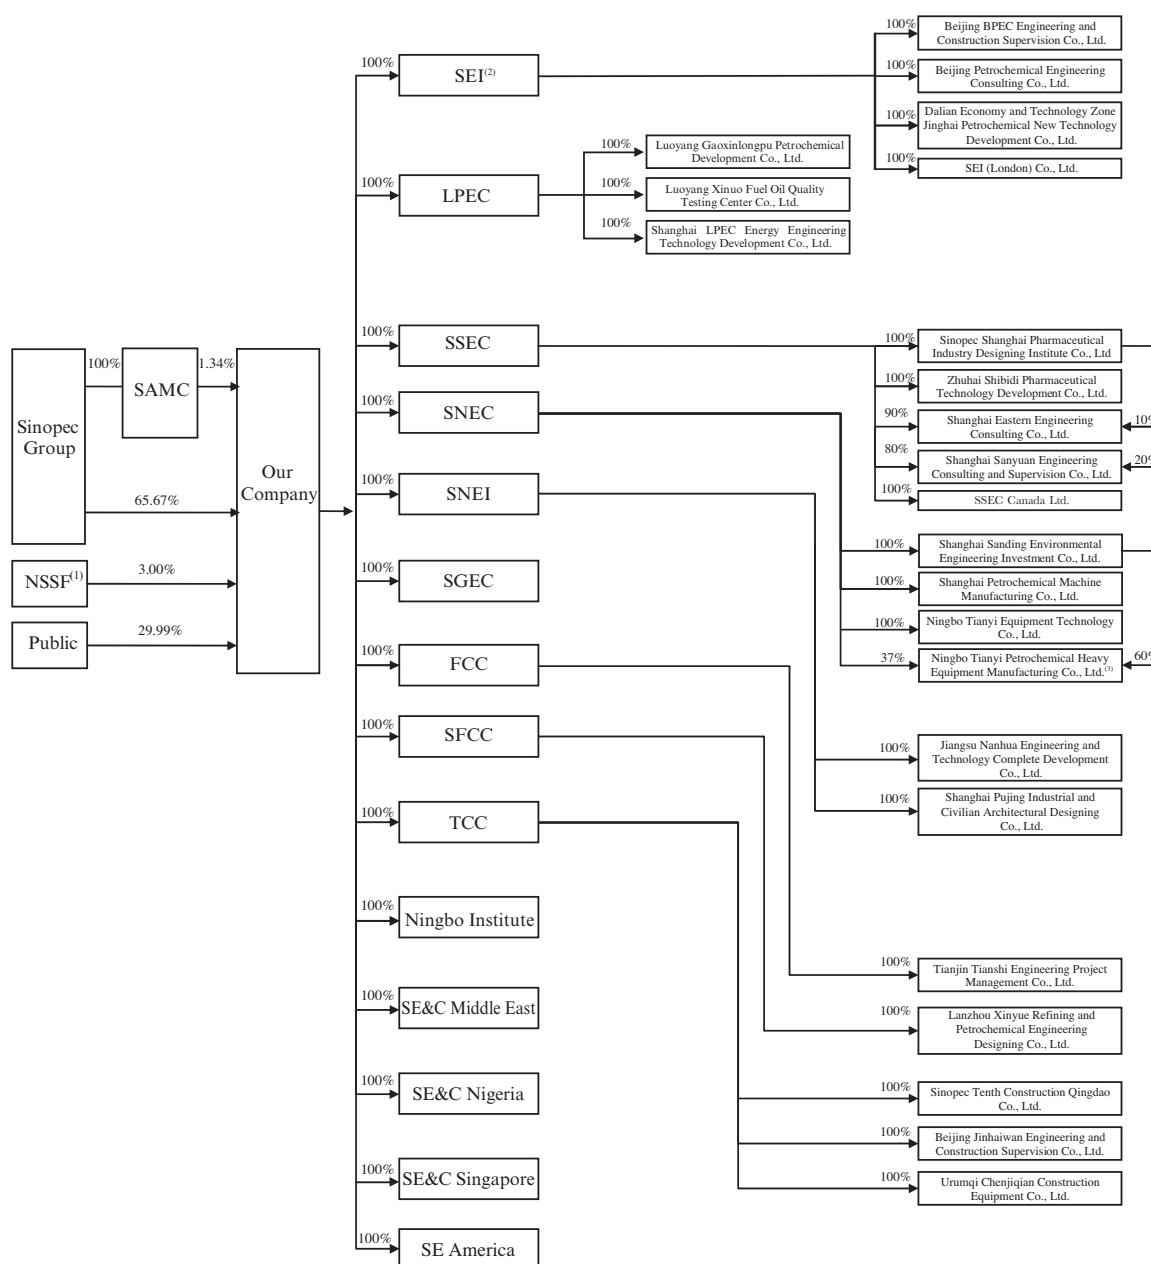 Sinopec
Group
100%
SAMC
1.34%
65.67%
NSSF(1)
3.00%
Public
29.99%
Our
Company
100%
SEI(2)
100%
Beijing BPEC Engineering and
Construction Supervision Co., Ltd.
100%
Beijing Petrochemical Engineering
Consulting Co., Ltd.
100%
Dalian Economy and Technology Zone
Jinghai Petrochemical New Technology
Development Co., Ltd.
100%
SEI (London) Co., Ltd.
100%
LPEC
100%
Luoyang Gaoxinlongpu Petrochemical
Development Co., Ltd.
100%
Luoyang Xinuo Fuel Oil Quality
Testing Center Co., Ltd.
100%
Shanghai LPEC Energy Engineering
Technology Development Co., Ltd.
100%
SSEC
100%
Sinopec Shanghai Pharmaceutical
Industry Designing Institute Co., Ltd
100%
Zhuhai Shibidi Pharmaceutical
Technology Development Co., Ltd.
90%
Shanghai Eastern Engineering
Consulting Co., Ltd.
10%
80%
Shanghai Sanyuan Engineering
Consulting and Supervision Co., Ltd.
20%
100%
SSEC Canada Ltd.
100%
SNEC
100%
Shanghai Sanding Environmental
Engineering Investment Co., Ltd.
100%
Shanghai Petrochemical Machine
Manufacturing Co., Ltd.
100%
Ningbo Tianyi Equipment Technology
Co., Ltd.
37%
Ningbo Tianyi Petrochemical Heavy
Equipment Manufacturing Co., Ltd.(3)
60%
100%
SNEI
100%
Jiangsu Nanhua Engineering and
Technology Complete Development
Co., Ltd.
100%
Shanghai Pujing Industrial and
Civilian Architectural Designing
Co., Ltd.
100%
SGEC
100%
FCC
100%
Tianjin Tianshi Engineering Project
Management Co., Ltd.
100%
SFCC
100%
Lanzhou Xinyue Refining and
Petrochemical Engineering
Designing Co., Ltd.
100%
TCC
100%
Sinopec Tenth Construction Qingdao
Co., Ltd.
100%
Beijing Jinhaiwan Engineering and
Construction Supervision Co., Ltd.
100%
Urumqi Chenjiqian Construction
Equipment Co., Ltd.
100%
Ningbo Institute
100%
SE&C Middle East
100%
SE&C Nigeria
100%
SE&C Singapore
100%
SE America